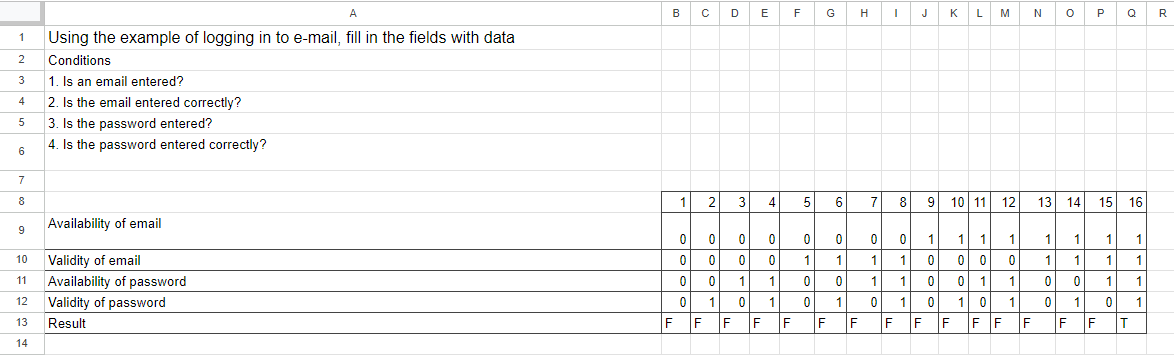 A B C D E F G H I J K L M N O P Q R
1 Using the example of logging in to e-mail, fill in the fields with data
2 Conditions
3 1. Is an email entered?
4 2. Is the email entered correctly?
5 3. Is the password entered?
6 4. Is the password entered correctly?
7
8 1 2 3 4 5 6 7 8 9 10 11 12 13 14 15 16
9 Availability of email 0 0 0 0 0 0 0 0 1 1 1 1 1 1 1 1
10 Validity of email 0 0 0 0 1 1 1 1 0 0 0 0 1 1 1 1
11 Availability of password 0 0 1 1 0 0 1 1 0 0 1 1 0 0 1 1
12 Validity of password 0 1 0 1 0 1 0 1 0 1 0 1 0 1 0 1
13 Result F F F F F F F F F F F F F F F T
14